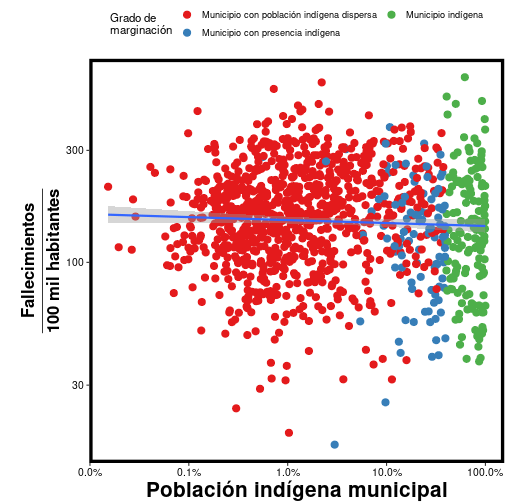 Grado de
marginación
Municipio con población indígena dispersa
Municipio indígena
Municipio con presencia indígena
Fallecimientos
100 mil habitantes
300
100
30
0.0%
0.1%
1.0%
10.0%
100.0%
Población indígena municipal